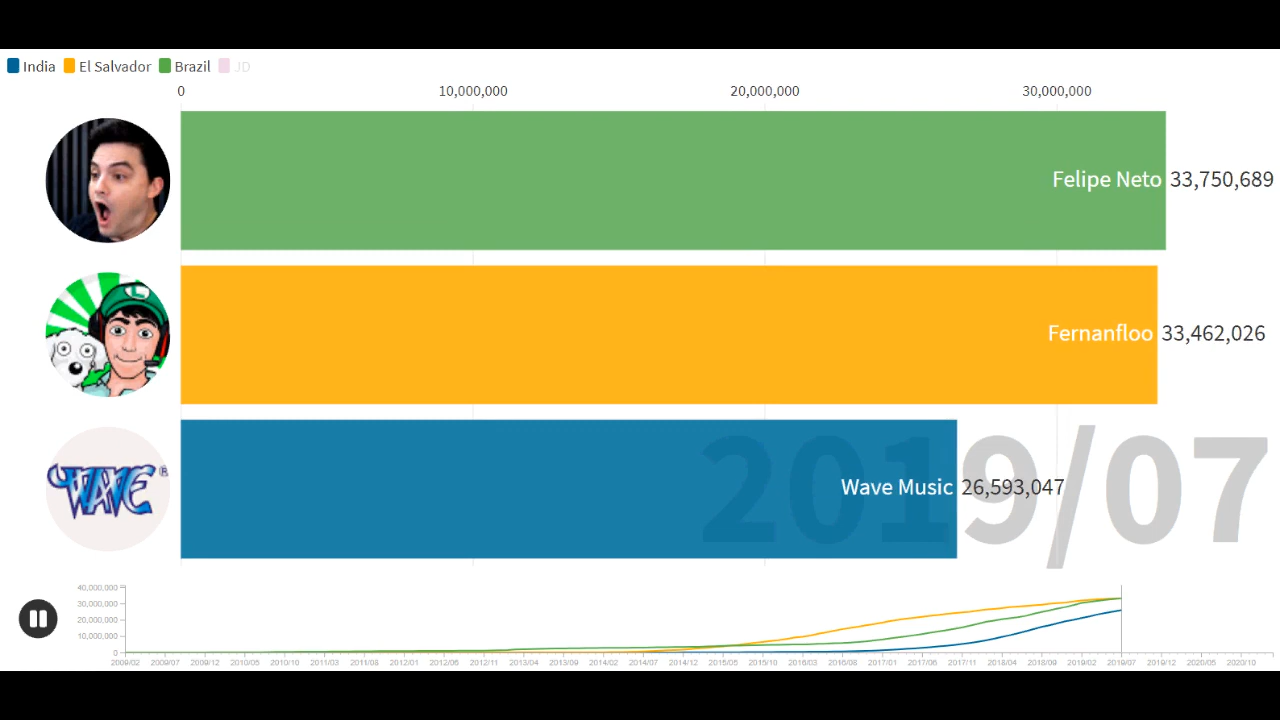 India El Salvador Brazil JD
0 10,000,000 20,000,000 30,000,000
Felipe Neto 33,750,689
L
Fernanfloo 33,462,026
2019/07
WAVE ®
Wave Music 26,593,047
40,000,000
30,000,000
20,000,000
10,000,000
0
2009/02 2009/07 2009/12 2010/05 2010/10 2011/03 2011/08 2012/01 2012/06 2012/11 2013/04 2013/09 2014/02 2014/07 2014/12 2015/05 2015/10 2016/03 2016/08 2017/01 2017/06 2017/11 2018/04 2018/09 2019/02 2019/07 2019/12 2020/05 2020/10